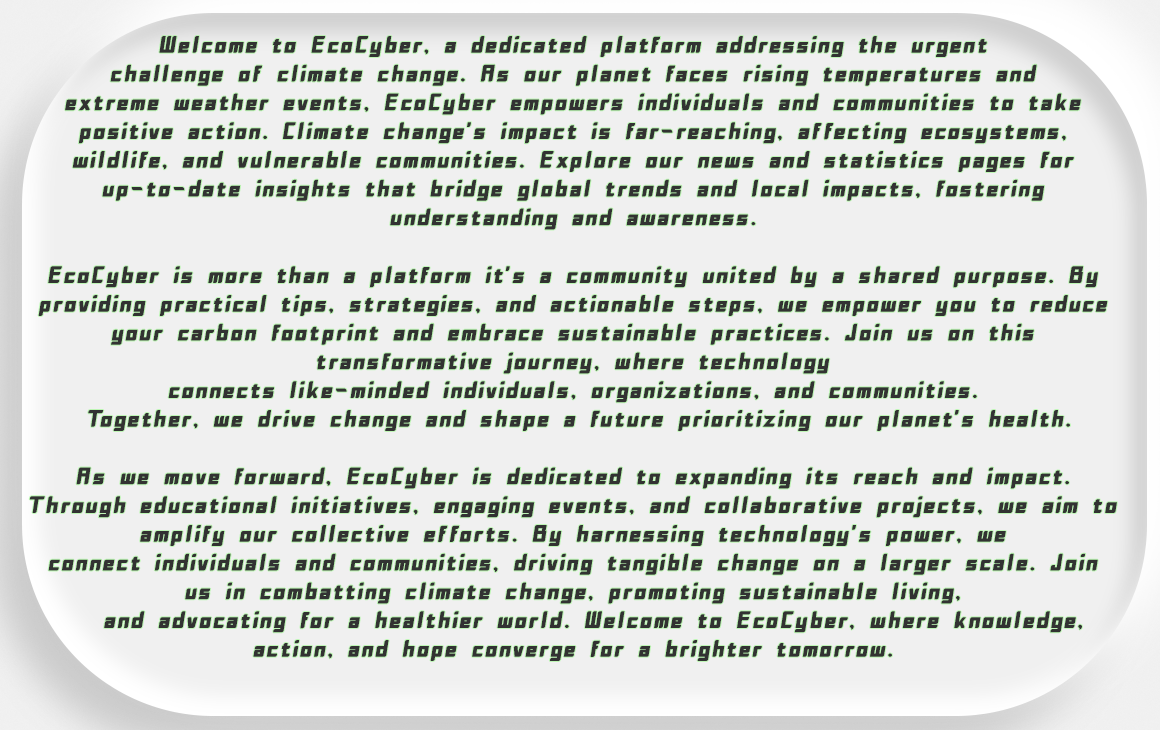 Welcome to EcoCyber, a dedicated platform addressing the urgent
challenge of climate change. As our planet faces rising temperatures and
extreme weather events, EcoCyber empowers individuals and communities to take
positive action. Climate change's impact is far-reaching, affecting ecosystems,
wildlife, and vulnerable communities. Explore our news and statistics pages for
up-to-date insights that bridge global trends and local impacts, fostering
understanding and awareness.
EcoCyber is more than a platform it's a community united by a shared purpose. By
providing practical tips, strategies, and actionable steps, we empower you to reduce
your carbon footprint and embrace sustainable practices. Join us on this
transformative journey, where technology
connects like-minded individuals, organizations, and communities.
Together, we drive change and shape a future prioritizing our planet's health.
As we move forward, EcoCyber is dedicated to expanding its reach and impact.
Through educational initiatives, engaging events, and collaborative projects, we aim to
amplify our collective efforts. By harnessing technology's power, we
connect individuals and communities, driving tangible change on a larger scale. Join
us in combatting climate change, promoting sustainable living,
and advocating for a healthier world. Welcome to EcoCyber, where knowledge,
action, and hope converge for a brighter tomorrow.